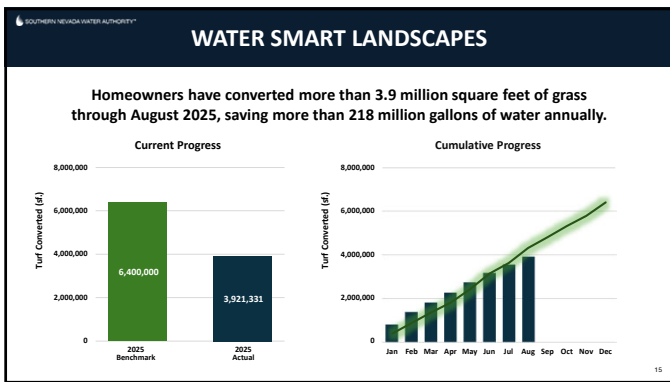 SOUTHERN NEVADA WATER AUTHORITY
WATER SMART LANDSCAPES
Homeowners have converted more than 3.9 million square feet of grass
through August 2025, saving more than 218 million gallons of water annually.
Current Progress
Turf Converted (sf.)
8,000,000
6,000,000
4,000,000
2,000,000
0
6,400,000
3,921,331
2025
Benchmark
2025
Actual
Cumulative Progress
Turf Converted (sf.)
8,000,000
6,000,000
4,000,000
2,000,000
0
Jan Feb Mar Apr May Jun Jul Aug Sep Oct Nov Dec
15